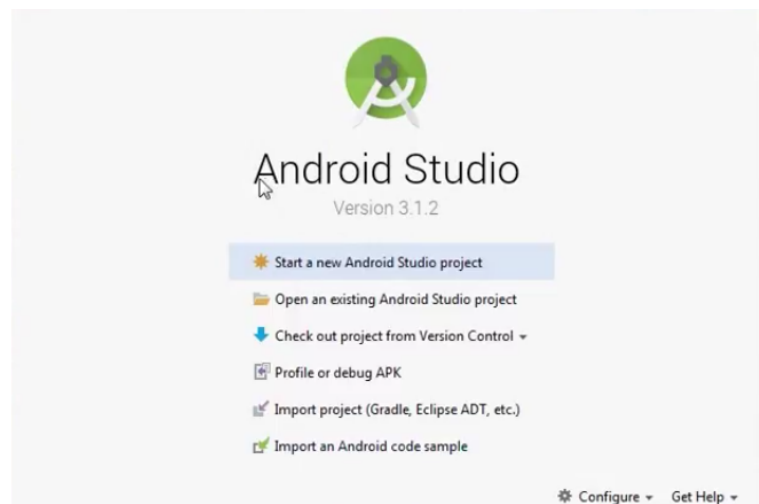 Android Studio
Version 3.1.2
Start a new Android Studio project
Open an existing Android Studio project
Check out project from Version Control
Profile or debug APK
Import project (Gradle, Eclipse ADT, etc.)
Import an Android code sample
Configure Get Help